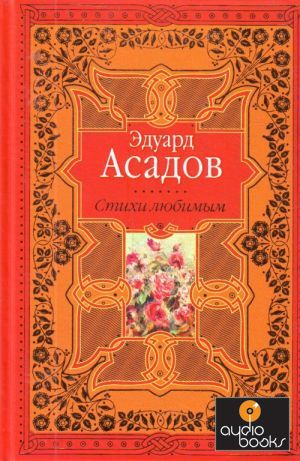 Эдуард
Асадов
Стихи любимым
audio
books